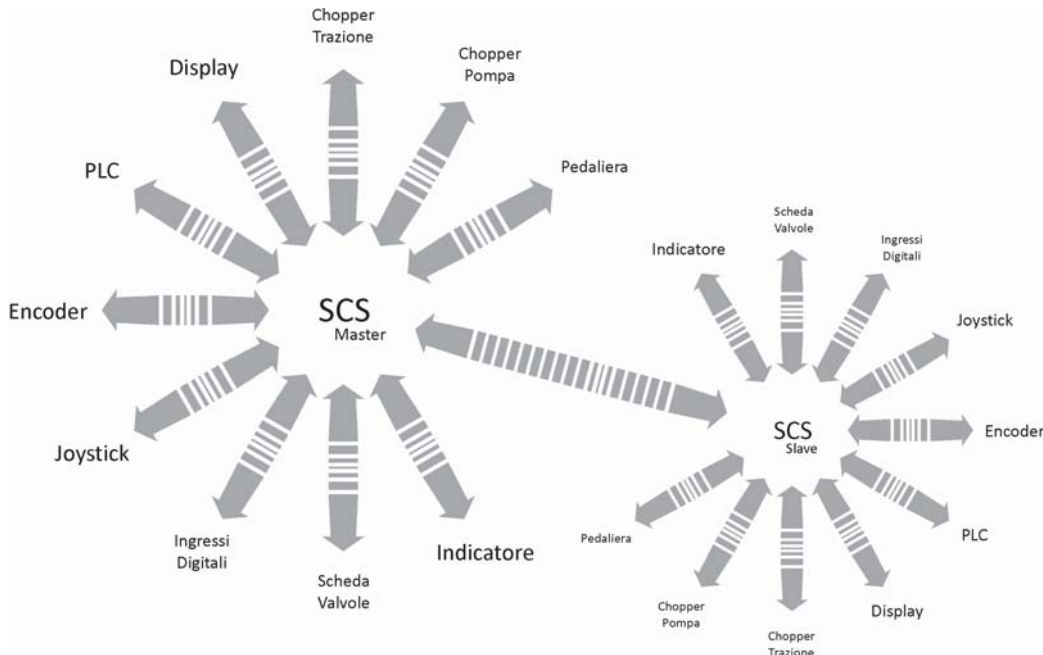 Chopper
Trazione
Display
Chopper
Pompa
PLC
Pedaliera
Encoder
SCS
Master
Joystick
Ingressi
Digitali
Scheda
Valvole
Indicatore
Scheda
Valvole
Indicatore
Ingressi
Digitali
Joystick
SCS
Slave
Encoder
Pedaliera
PLC
Chopper
Pompa
Display
Chopper
Trazione